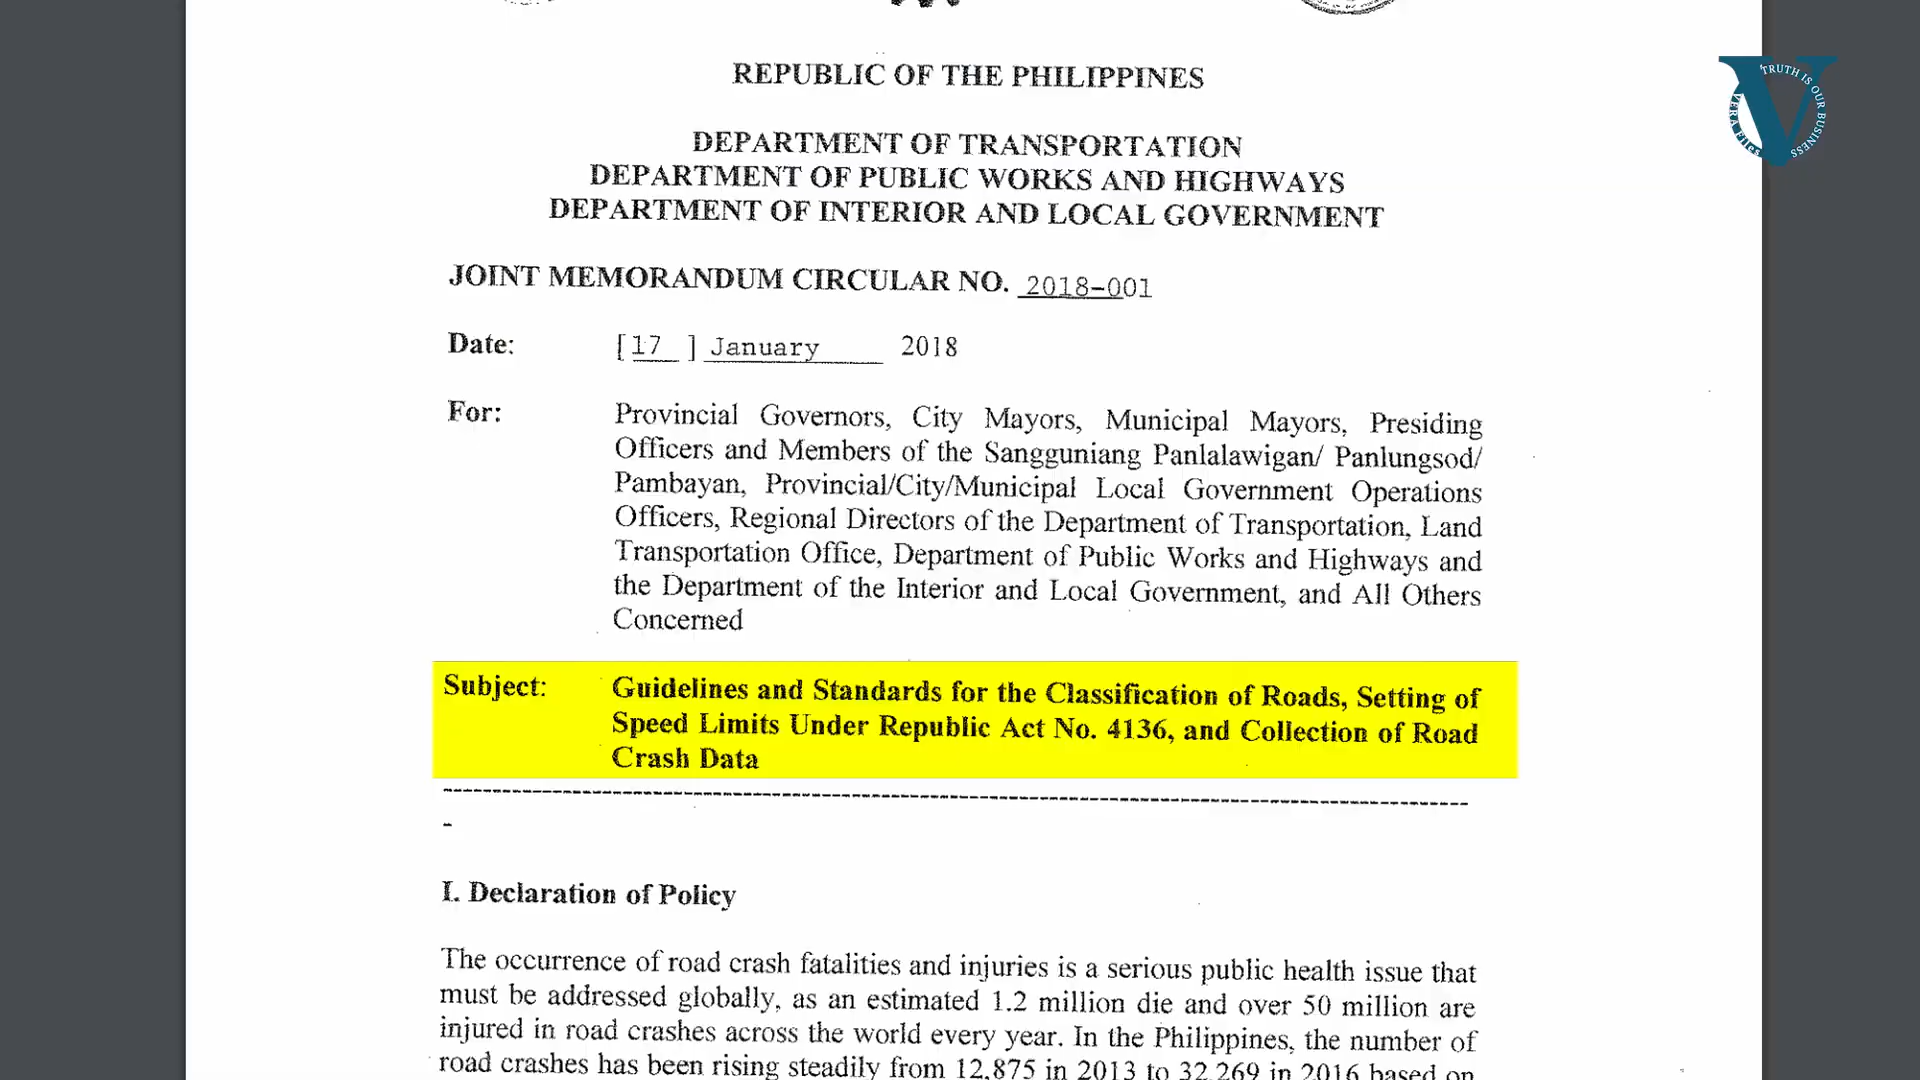 REPUBLIC OF THE PHILIPPINES
DEPARTMENT OF TRANSPORTATION
DEPARTMENT OF PUBLIC WORKS AND HIGHWAYS
DEPARTMENT OF INTERIOR AND LOCAL GOVERNMENT
JOINT MEMORANDUM CIRCULAR NO. 2018-001
Date: [17 ] January 2018
For: Provincial Governors, City Mayors, Municipal Mayors, Presiding
Officers and Members of the Sangguniang Panlalawigan/ Panlungsod/
Pambayan, Provincial/City/Municipal Local Government Operations
Officers, Regional Directors of the Department of Transportation, Land
Transportation Office, Department of Public Works and Highways and
the Department of the Interior and Local Government, and All Others
Concerned
Subject: Guidelines and Standards for the Classification of Roads, Setting of
Speed Limits Under Republic Act No. 4136, and Collection of Road
Crash Data
I. Declaration of Policy
The occurrence of road crash fatalities and injuries is a serious public health issue that
must be addressed globally, as an estimated 1.2 million die and over 50 million are
injured in road crashes across the world every year. In the Philippines, the number of
road crashes has been rising steadily from 12,875 in 2013 to 32,269 in 2016 based on
V
TRUTH IS OUR BUSINESS
VERA Files